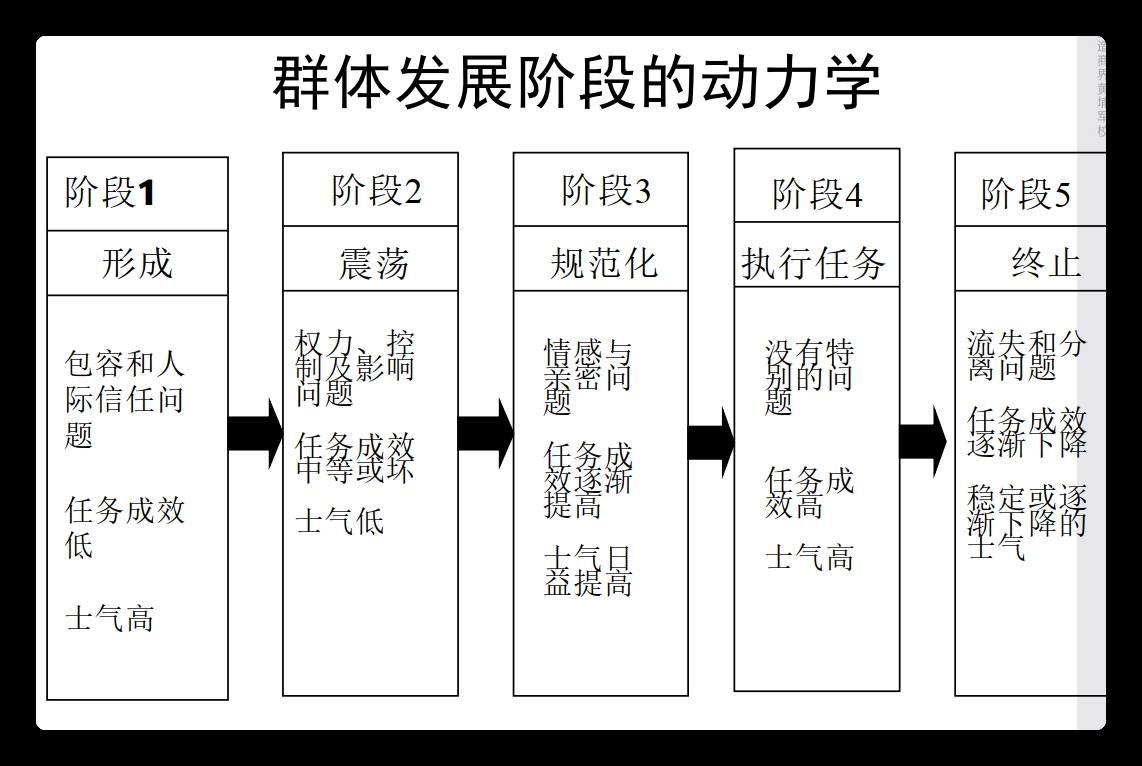 群体发展阶段的动力学
造商界黄埔军校
阶段1
形成
包容和人
际信任问
题
任务成效
低
士气高
阶段2
震荡
权力、控
制及影响
问题
任务成效
中等或坏
士气低
阶段3
规范化
情感与
亲密问
题
任务成
效逐渐
提高
士气日
益提高
阶段4
执行任务
没有特
别的问
题
任务成
效高
士气高
阶段5
终止
流失和分
离问题
任务成效
逐渐下降
稳定或逐
渐下降的
士气